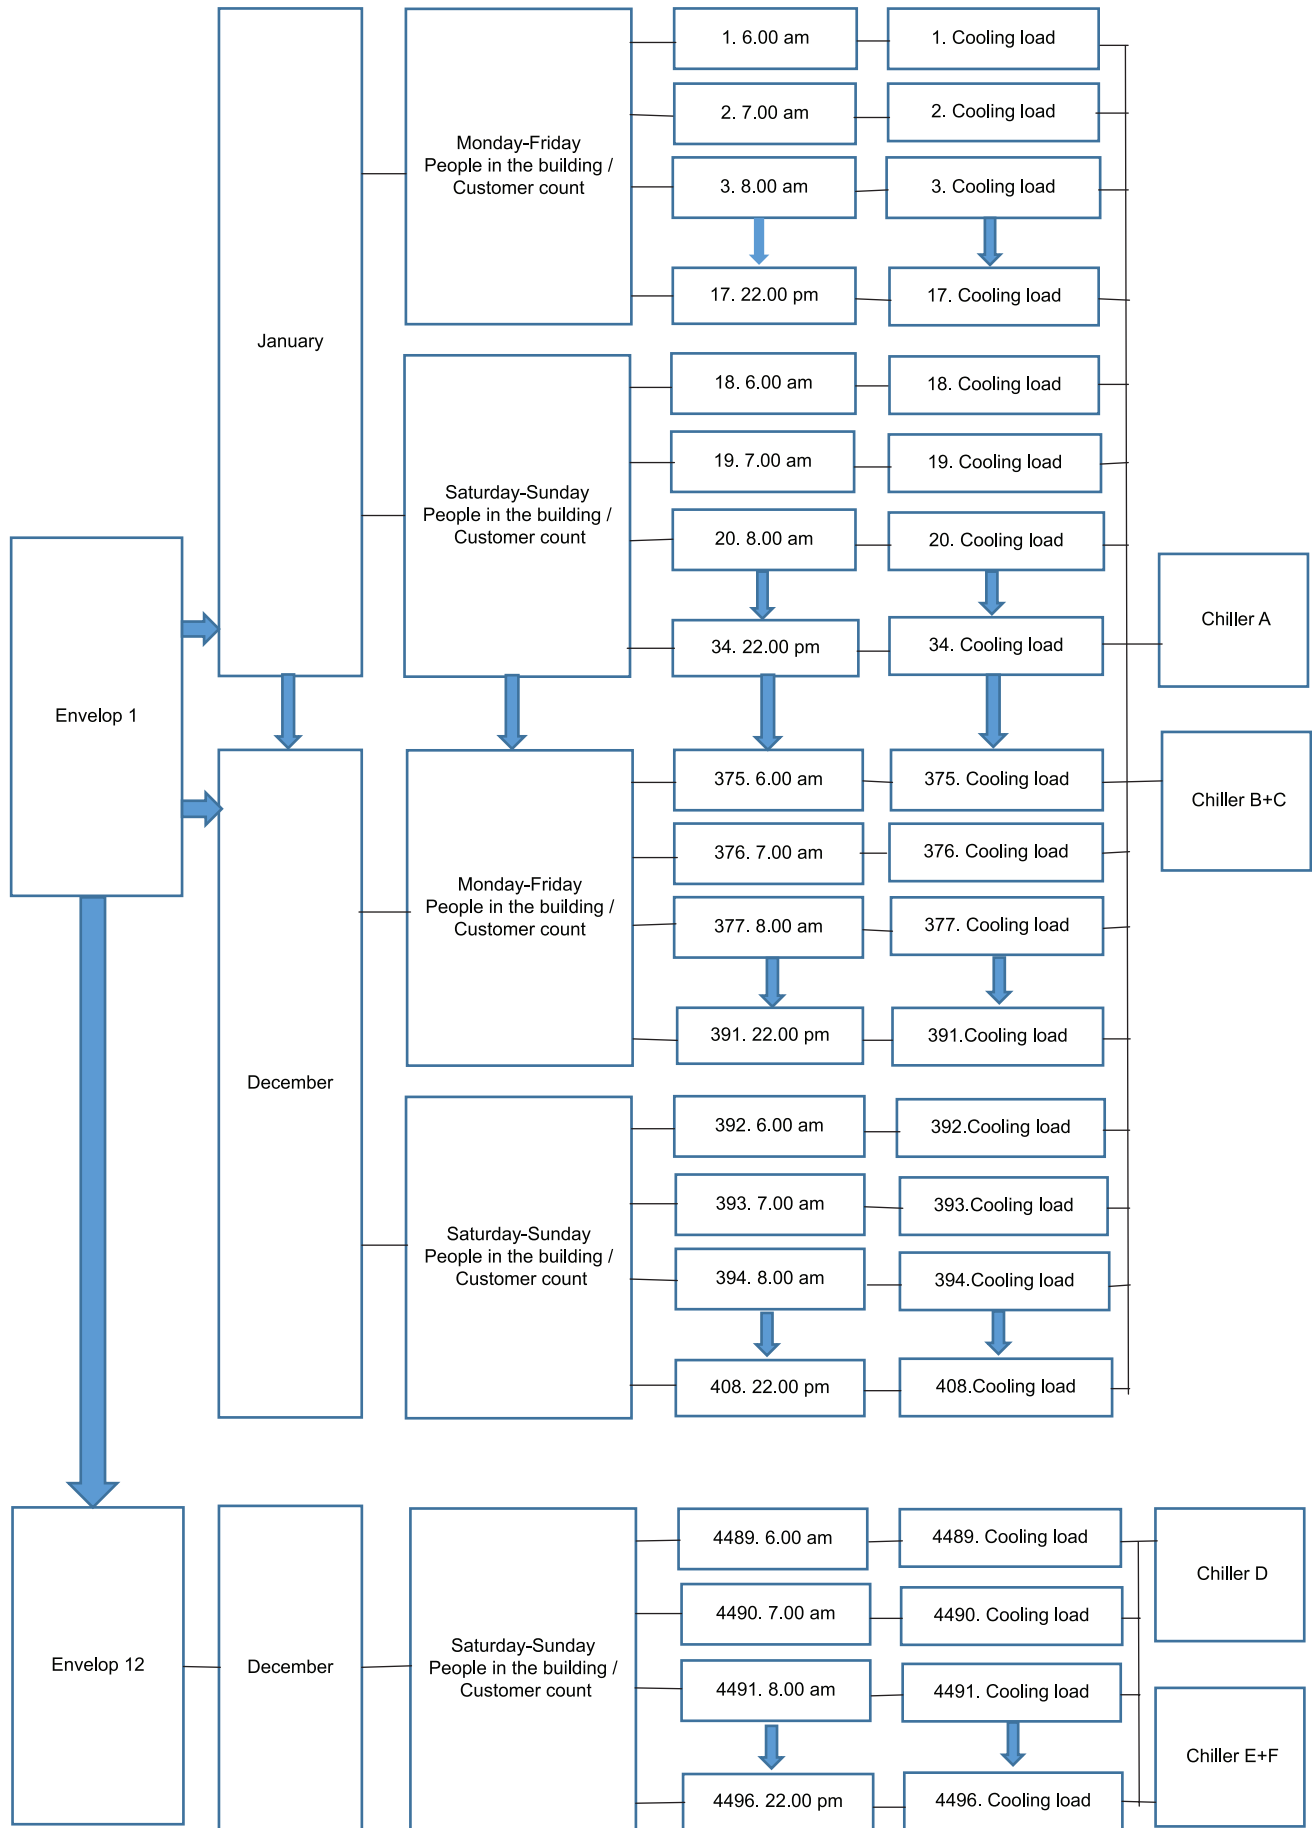 1. 6.00 am
1. Cooling load
2. 7.00 am
2. Cooling load
Monday-Friday
People in the building /
Customer count
3. 8.00 am
3. Cooling load
17. 22.00 pm
17. Cooling load
January
18. 6.00 am
18. Cooling load
19. 7.00 am
19. Cooling load
Saturday-Sunday
People in the building /
Customer count
20. 8.00 am
20. Cooling load
34. 22.00 pm
34. Cooling load
Chiller A
Envelop 1
375. 6.00 am
375. Cooling load
Chiller B+C
376. 7.00 am
376. Cooling load
Monday-Friday
People in the building /
Customer count
377. 8.00 am
377. Cooling load
391. 22.00 pm
391.Cooling load
December
392. 6.00 am
392.Cooling load
393. 7.00 am
393.Cooling load
Saturday-Sunday
People in the building /
Customer count
394. 8.00 am
394.Cooling load
408. 22.00 pm
408.Cooling load
4489. 6.00 am
4489. Cooling load
Chiller D
4490. 7.00 am
4490. Cooling load
Envelop 12
December
Saturday-Sunday
People in the building /
Customer count
4491. 8.00 am
4491. Cooling load
Chiller E+F
4496. 22.00 pm
4496. Cooling load